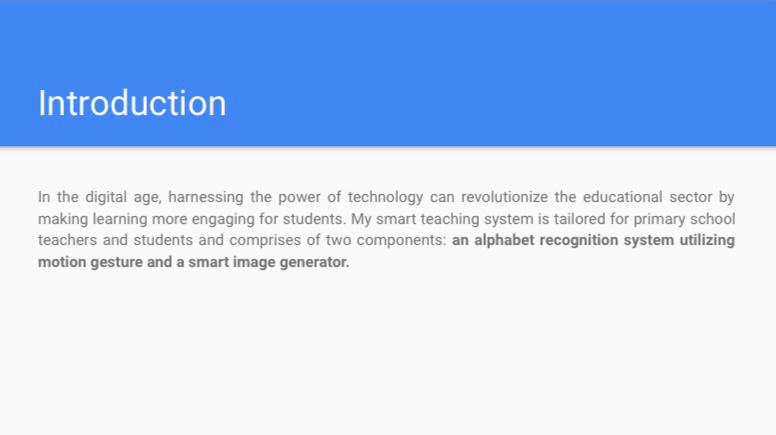 Introduction
In the digital age, harnessing the power of technology can revolutionize the educational sector by
making learning more engaging for students. My smart teaching system is tailored for primary school
teachers and students and comprises of two components: an alphabet recognition system utilizing
motion gesture and a smart image generator.